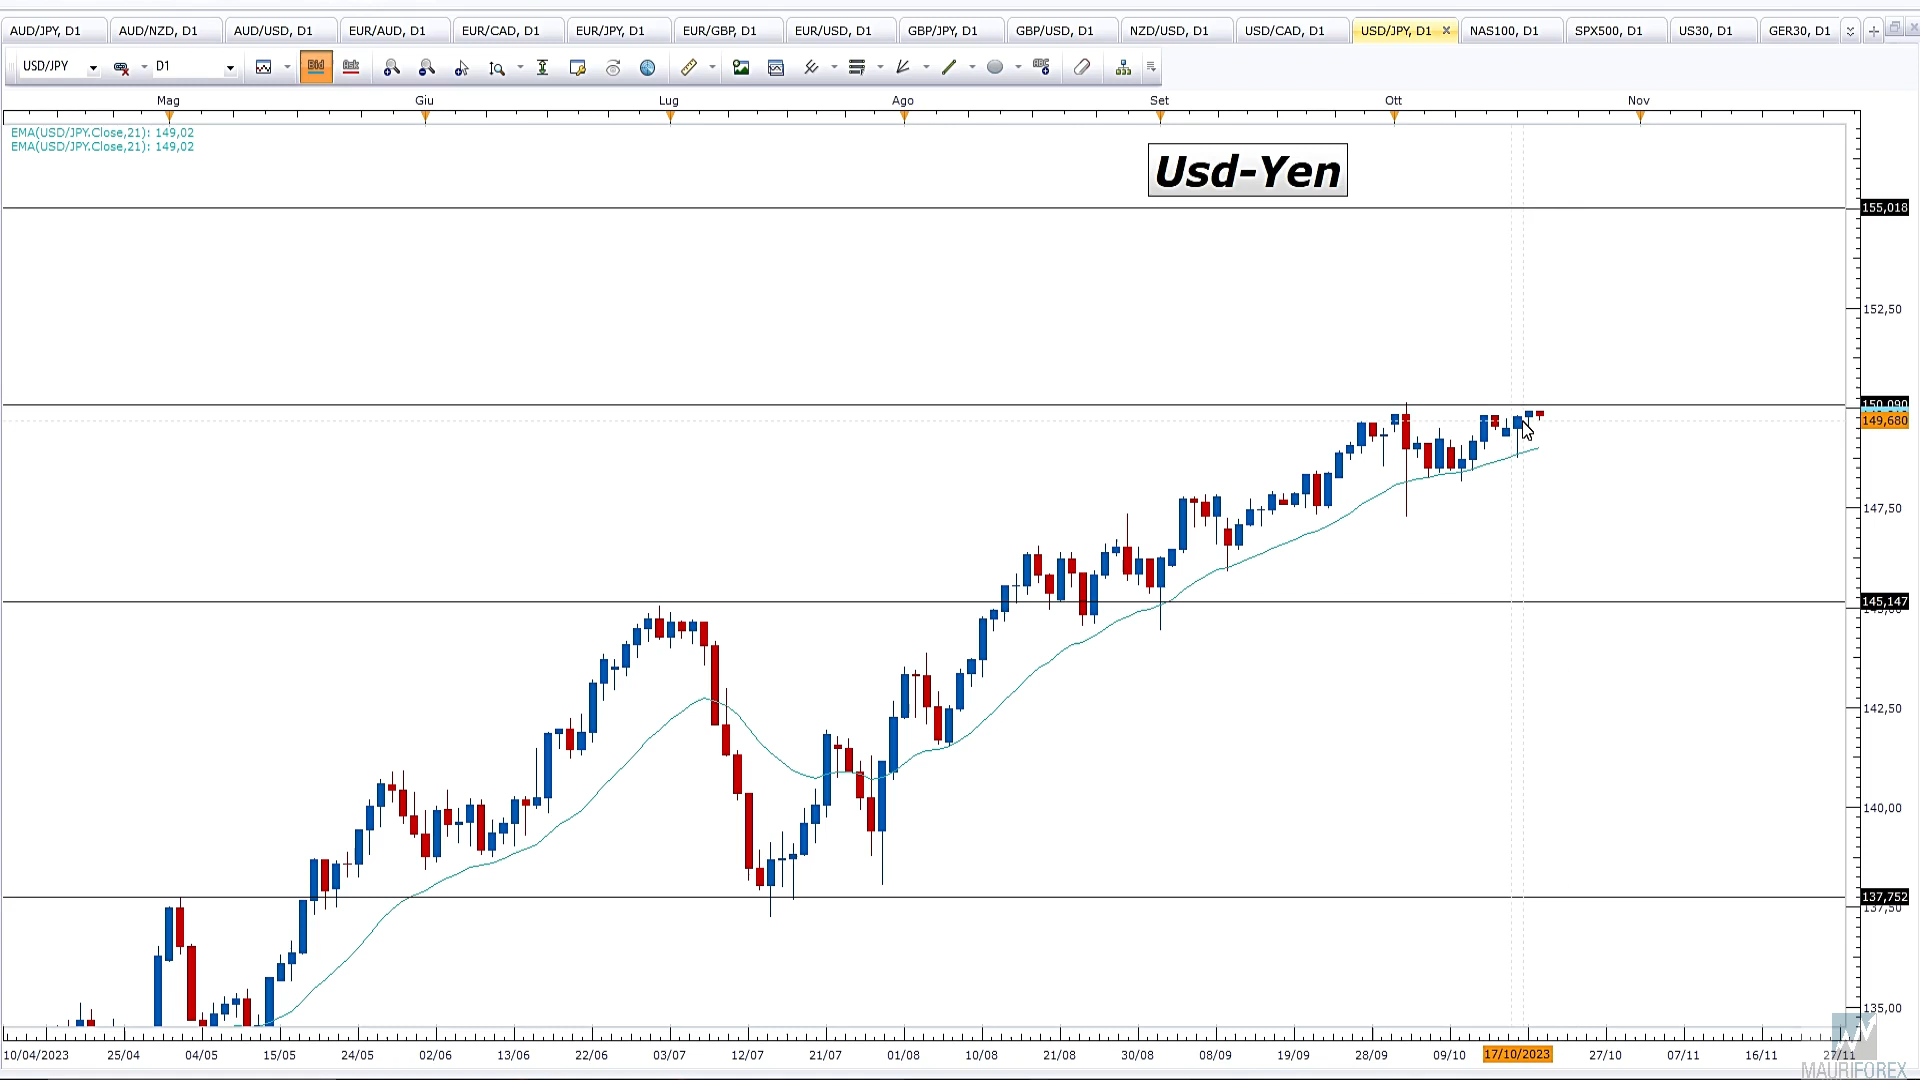 AUD/JPY, D1 AUD/NZD, D1 AUD/USD, D1 EUR/AUD, D1 EUR/CAD, D1 EUR/JPY, D1 EUR/GBP, D1 EUR/USD, D1 GBP/JPY, D1 GBP/USD, D1 NZD/USD, D1 USD/CAD, D1 USD/JPY, D1 NAS100, D1 SPX500, D1 US30, D1 GER30, D1
USD/JPY D1 Bid Ask ABC
Mag Giu Lug Ago Set Ott Nov
EMA(USD/JPY.Close,21): 149,02
EMA(USD/JPY.Close,21): 149,02
Usd-Yen
155,018
152,50
150,090
149,680
147,50
145,147
142,50
140,00
137,752
137,50
135,00
10/04/2023 25/04 04/05 15/05 24/05 02/06 13/06 22/06 03/07 12/07 21/07 01/08 10/08 21/08 30/08 08/09 19/09 28/09 09/10 17/10/2023 27/10 07/11 16/11 27/11
MAURIFOREX